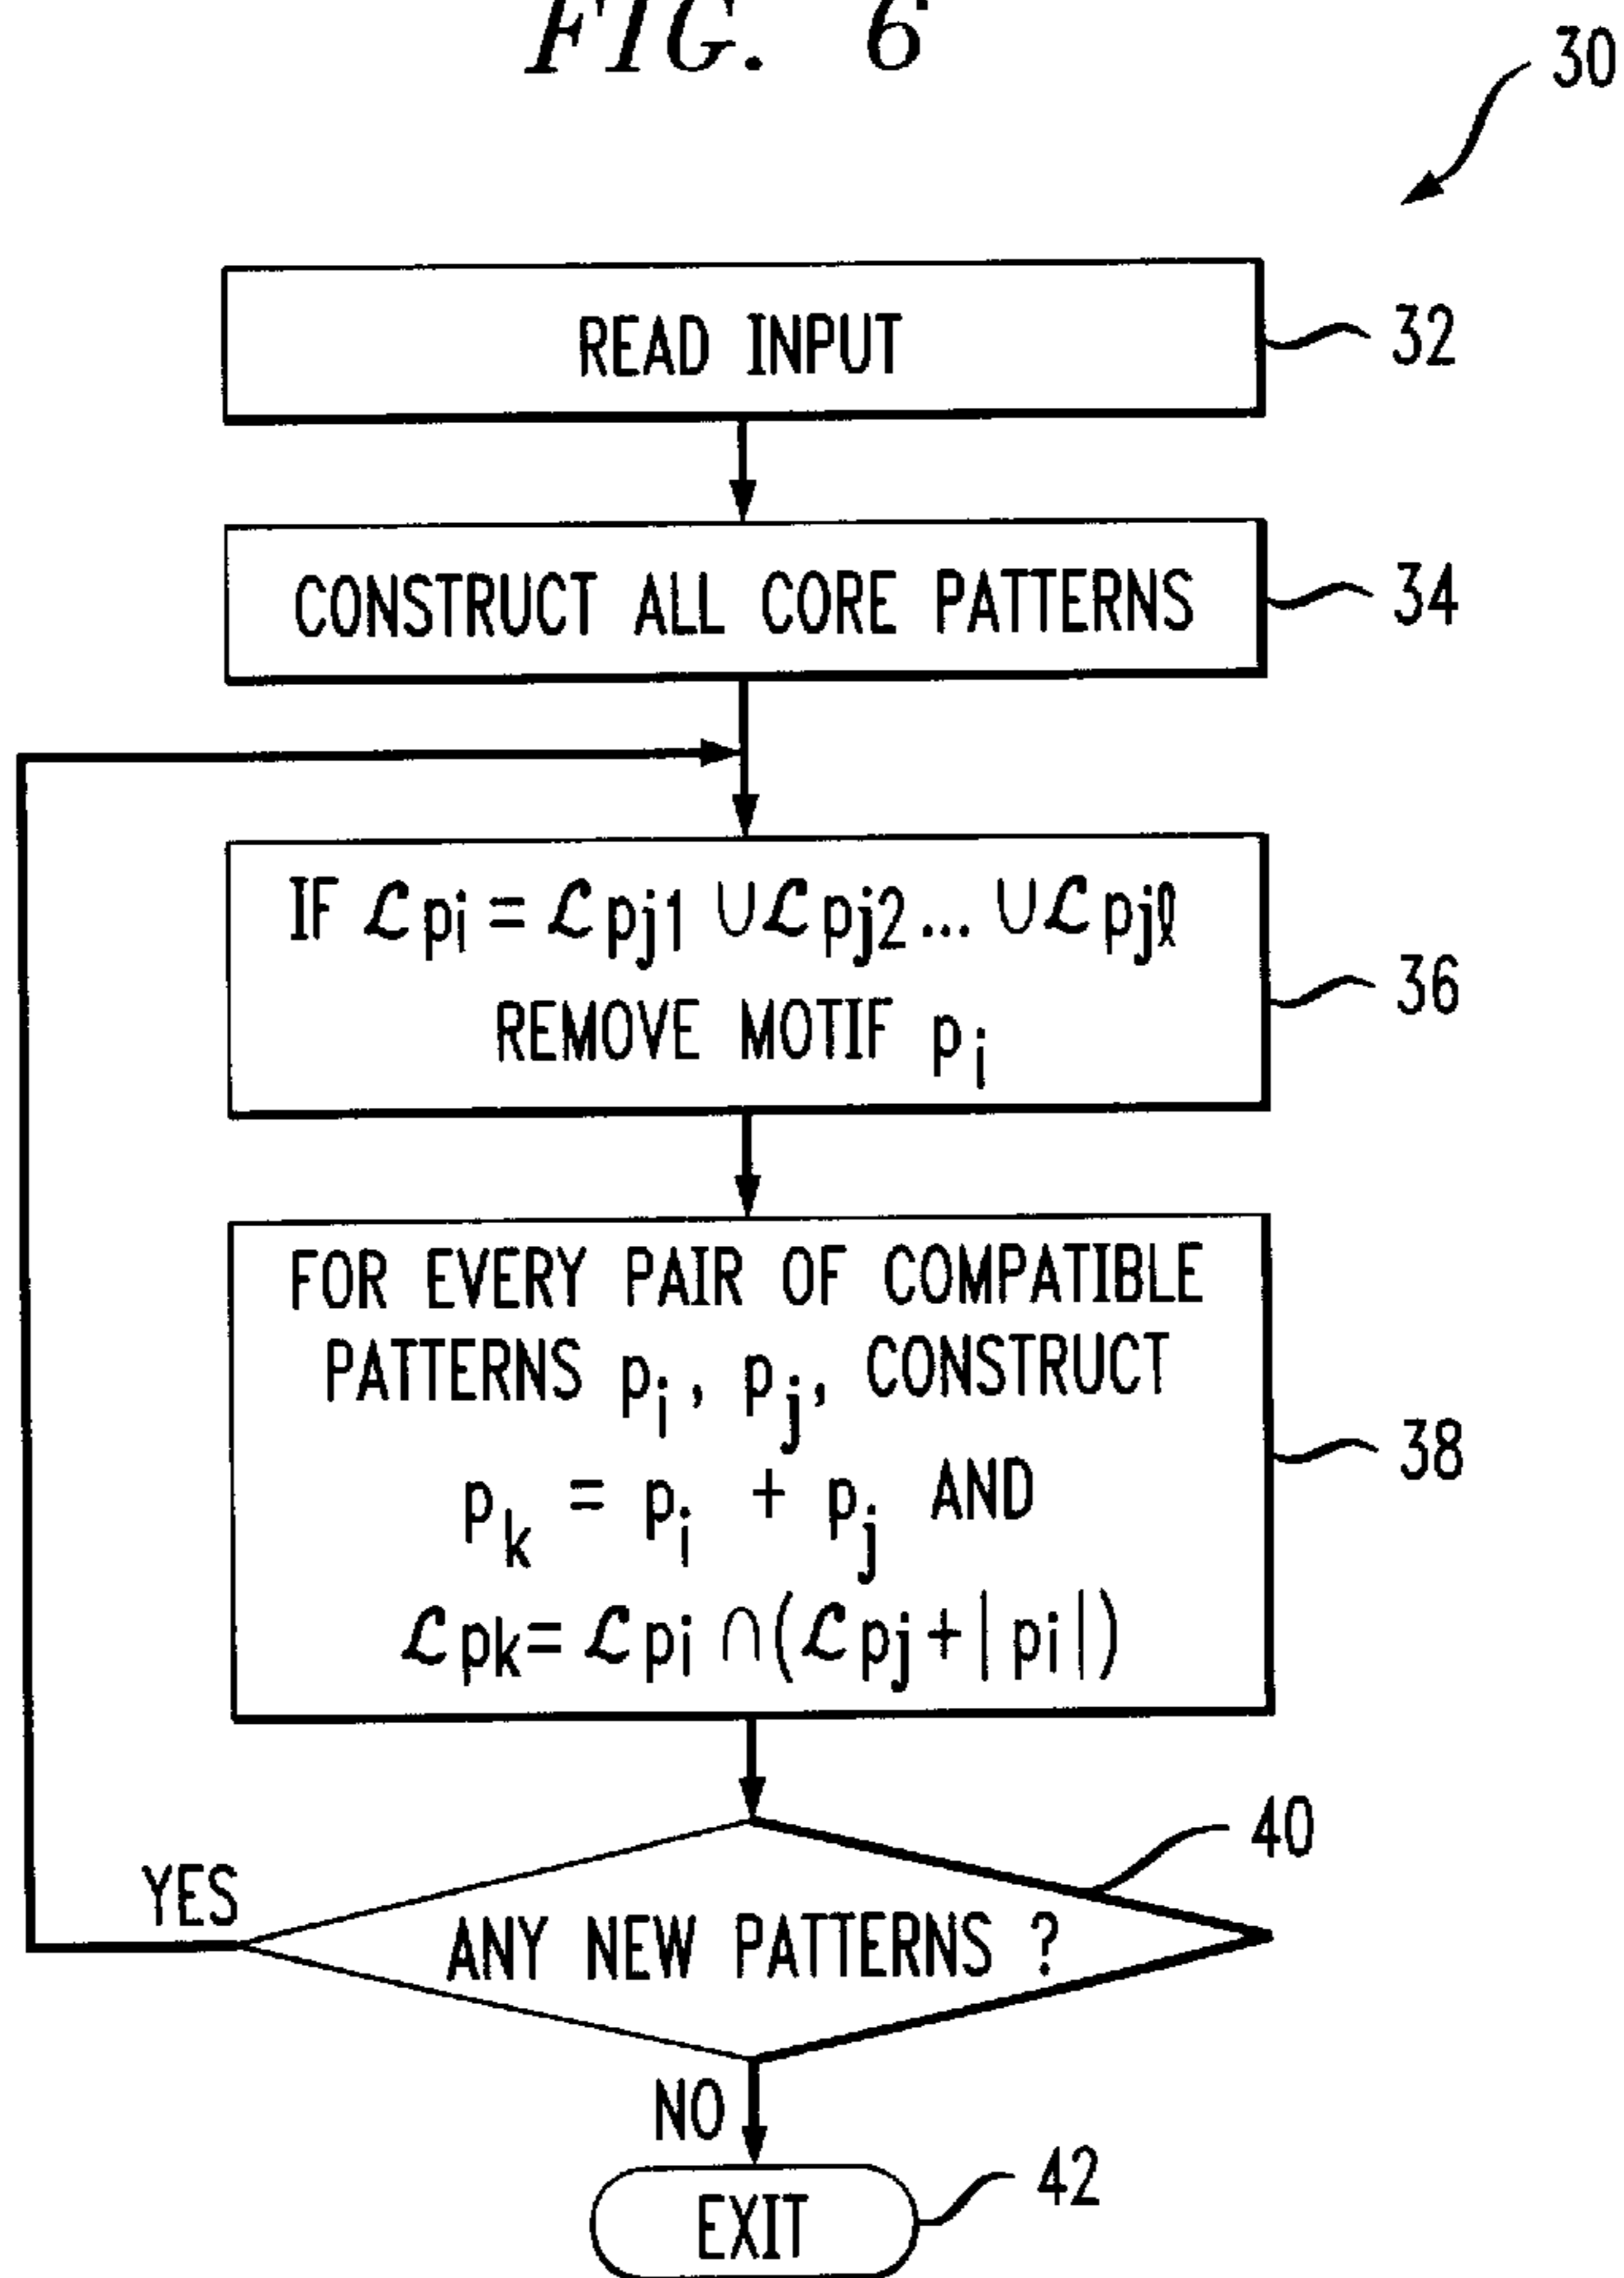 FIG. 6
30
READ INPUT
32
CONSTRUCT ALL CORE PATTERNS
34
IF ℒpi = ℒpj1 ∪ ℒpj2 ... ∪ ℒpjℓ
REMOVE MOTIF pi
36
FOR EVERY PAIR OF COMPATIBLE
PATTERNS pi, pj, CONSTRUCT
pk = pi + pj AND
ℒpk = ℒpi ∩ (ℒpj + | pi |)
38
40
YES
ANY NEW PATTERNS ?
NO
EXIT
42